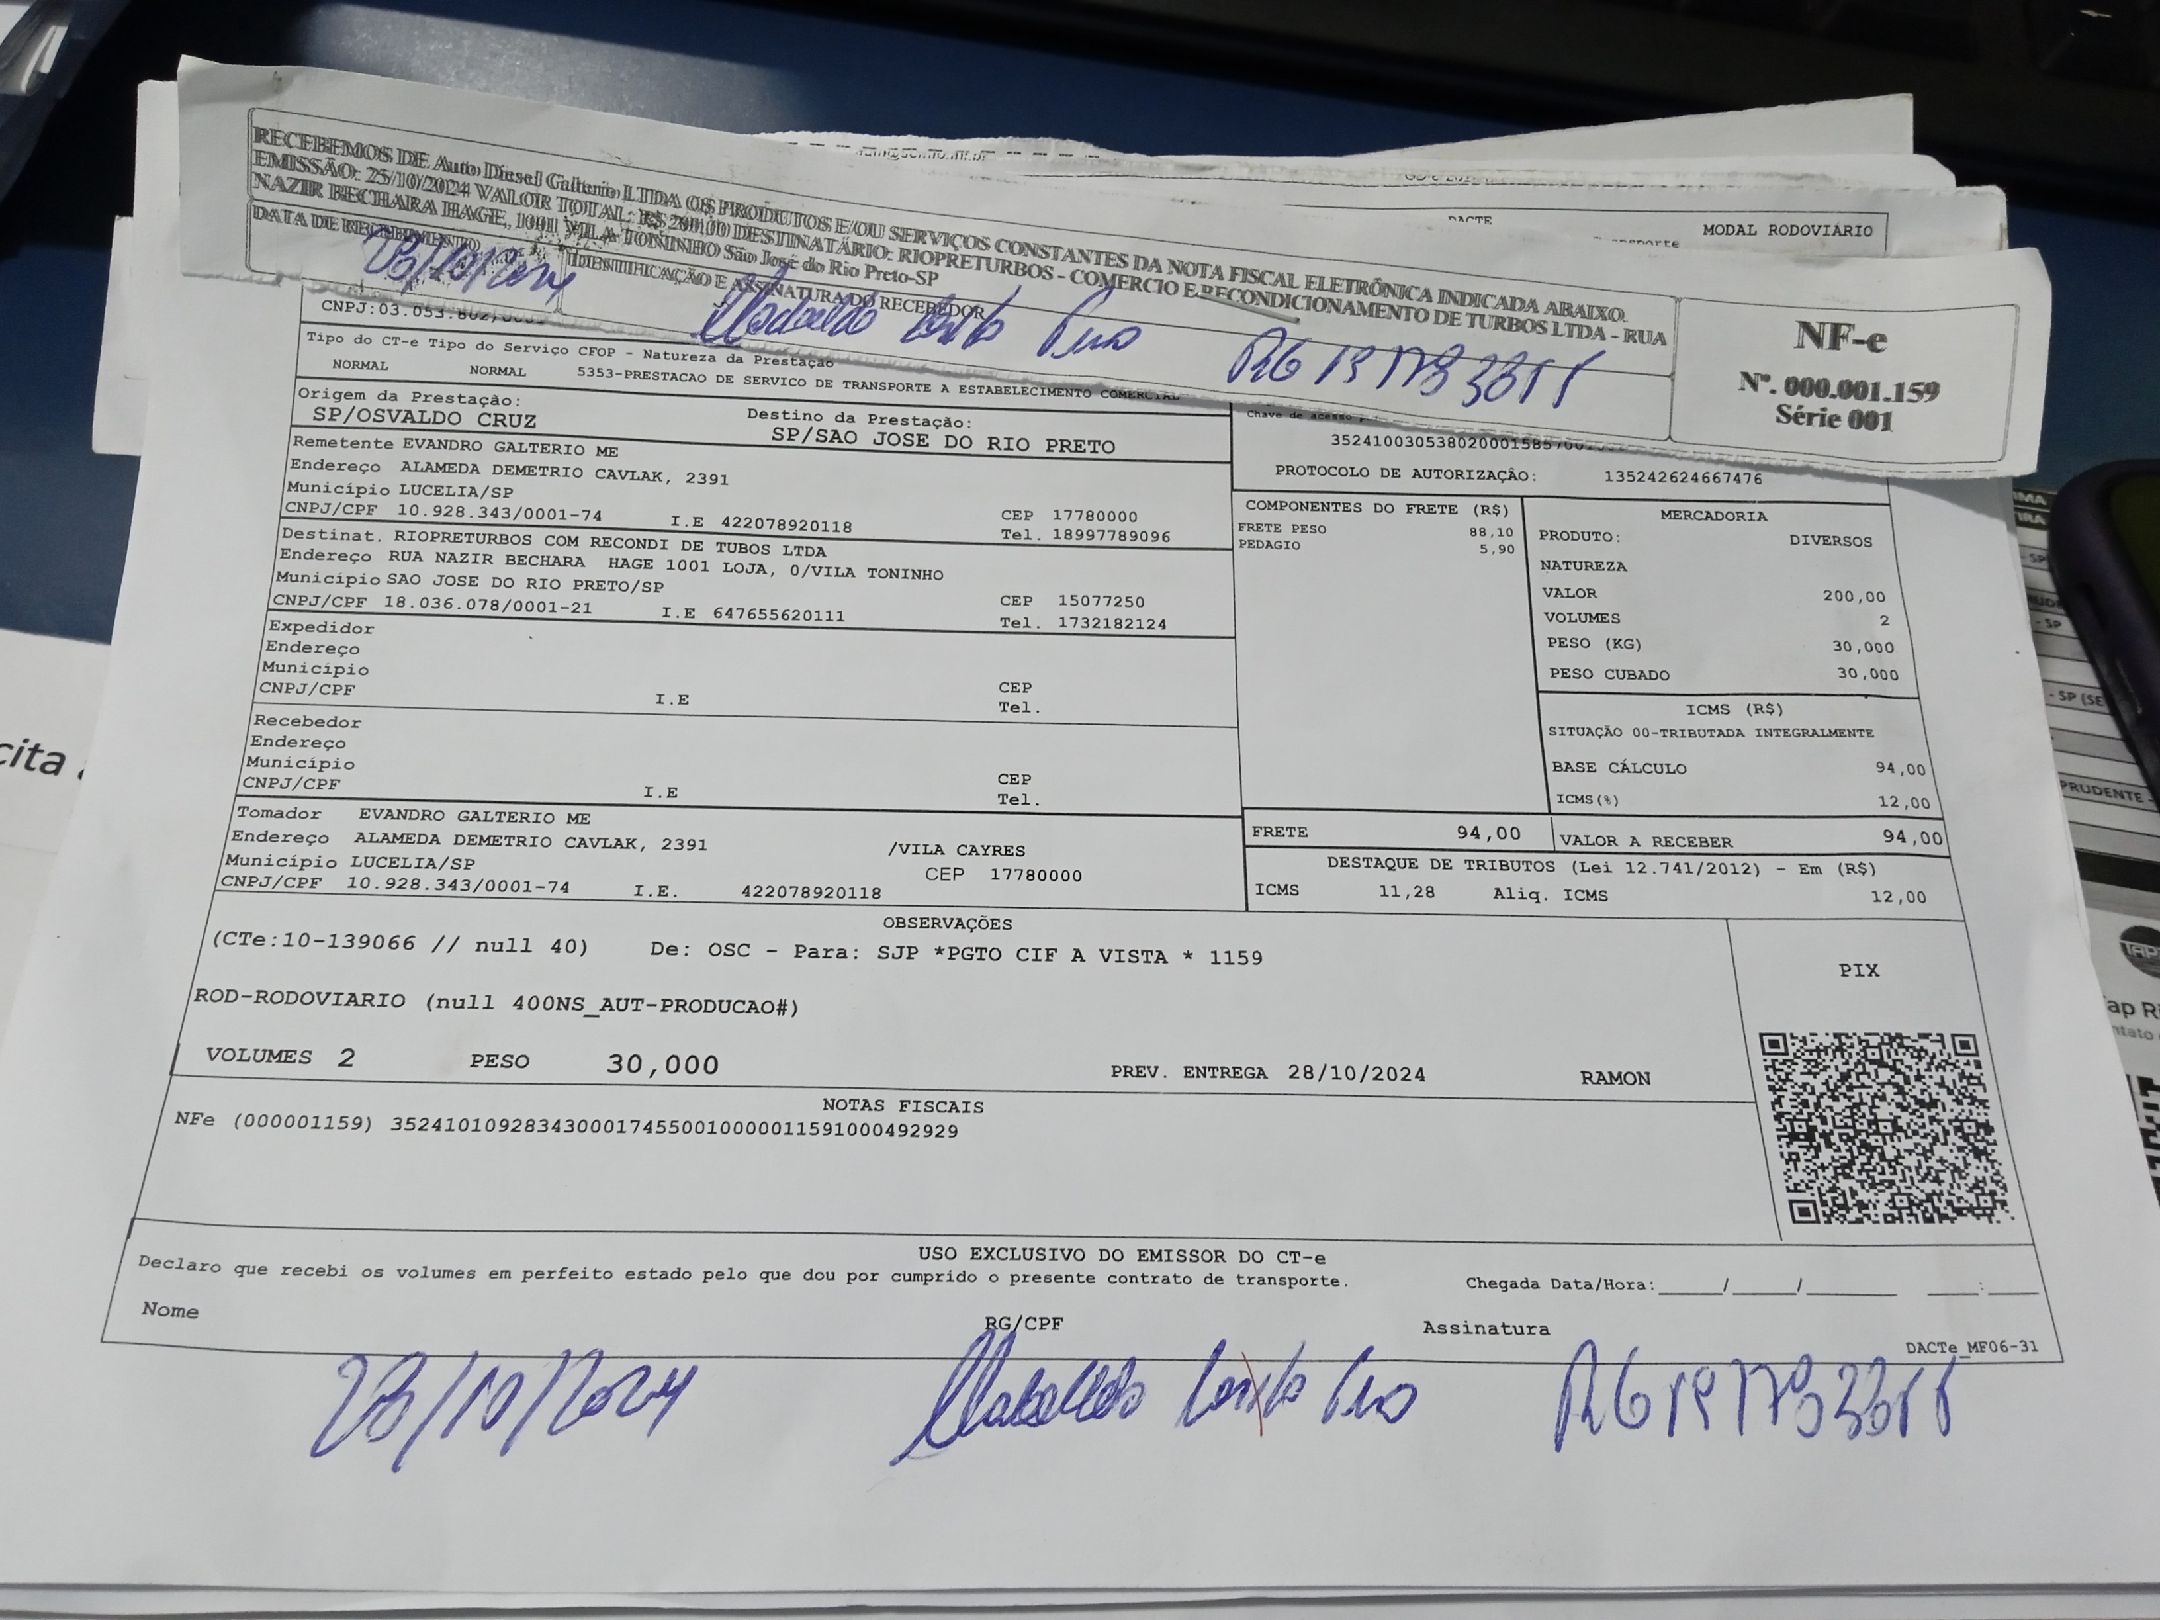 RECEBEMOS DE Auto Diesel Galterio LTDA OS PRODUTOS E/OU SERVIÇOS CONSTANTES DA NOTA FISCAL ELETRÔNICA INDICADA ABAIXO.
EMISSÃO: 25/10/2024 VALOR TOTAL: R$ 200,00 DESTINATÁRIO: RIOPRETURBOS - COMERCIO E RECONDICIONAMENTO DE TURBOS LTDA - RUA
NAZIR BECHARA HAGE, 1001 VILA TONINHO São José do Rio Preto-SP
DATA DE RECEBIMENTO
IDENTIFICAÇÃO E ASSINATURA DO RECEBEDOR
28/10/2024
NF-e
Nº. 000.001.159
Série 001
DACTE
MODAL RODOVIÁRIO
CNPJ:03.053.802
Tipo do CT-e Tipo do Serviço CFOP - Natureza da Prestação
NORMAL NORMAL 5353-PRESTACAO DE SERVICO DE TRANSPORTE A ESTABELECIMENTO COMERCIAL
Origem da Prestação: Destino da Prestação:
SP/OSVALDO CRUZ SP/SAO JOSE DO RIO PRETO
Chave de acesso
PROTOCOLO DE AUTORIZAÇÃO: 135242624667476
Remetente EVANDRO GALTERIO ME
Endereço ALAMEDA DEMETRIO CAVLAK, 2391
Município LUCELIA/SP CEP 17780000
CNPJ/CPF 10.928.343/0001-74 I.E 422078920118 Tel. 18997789096
Destinat. RIOPRETURBOS COM RECONDI DE TUBOS LTDA
Endereço RUA NAZIR BECHARA HAGE 1001 LOJA, 0/VILA TONINHO
Município SAO JOSE DO RIO PRETO/SP CEP 15077250
CNPJ/CPF 18.036.078/0001-21 I.E 647655620111 Tel. 1732182124
Expedidor
Endereço
Município CEP
CNPJ/CPF I.E Tel.
Recebedor
Endereço
Município CEP
CNPJ/CPF I.E Tel.
Tomador EVANDRO GALTERIO ME
Endereço ALAMEDA DEMETRIO CAVLAK, 2391 /VILA CAYRES
Município LUCELIA/SP CEP 17780000
CNPJ/CPF 10.928.343/0001-74 I.E. 422078920118
COMPONENTES DO FRETE (R$)
FRETE PESO 88,10
PEDAGIO 5,90
MERCADORIA
PRODUTO: DIVERSOS
NATUREZA
VALOR 200,00
VOLUMES 2
PESO (KG) 30,000
PESO CUBADO 30,000
ICMS (R$)
SITUAÇÃO 00-TRIBUTADA INTEGRALMENTE
BASE CÁLCULO 94,00
ICMS(%) 12,00
FRETE 94,00 VALOR A RECEBER 94,00
DESTAQUE DE TRIBUTOS (Lei 12.741/2012) - Em (R$)
ICMS 11,28 Aliq. ICMS 12,00
OBSERVAÇÕES
(CTe:10-139066 // null 40) De: OSC - Para: SJP *PGTO CIF A VISTA * 1159
ROD-RODOVIARIO (null 400NS_AUT-PRODUCAO#)
PIX
VOLUMES 2 PESO 30,000 PREV. ENTREGA 28/10/2024 RAMON
NOTAS FISCAIS
NFe (000001159) 35241010928343000174550010000011591000492929
USO EXCLUSIVO DO EMISSOR DO CT-e
Declaro que recebi os volumes em perfeito estado pelo que dou por cumprido o presente contrato de transporte. Chegada Data/Hora:_____/_____/_______ ____:____
Nome RG/CPF Assinatura
DACTe_MF06-31
28/10/2024
cita
PRUDENTE